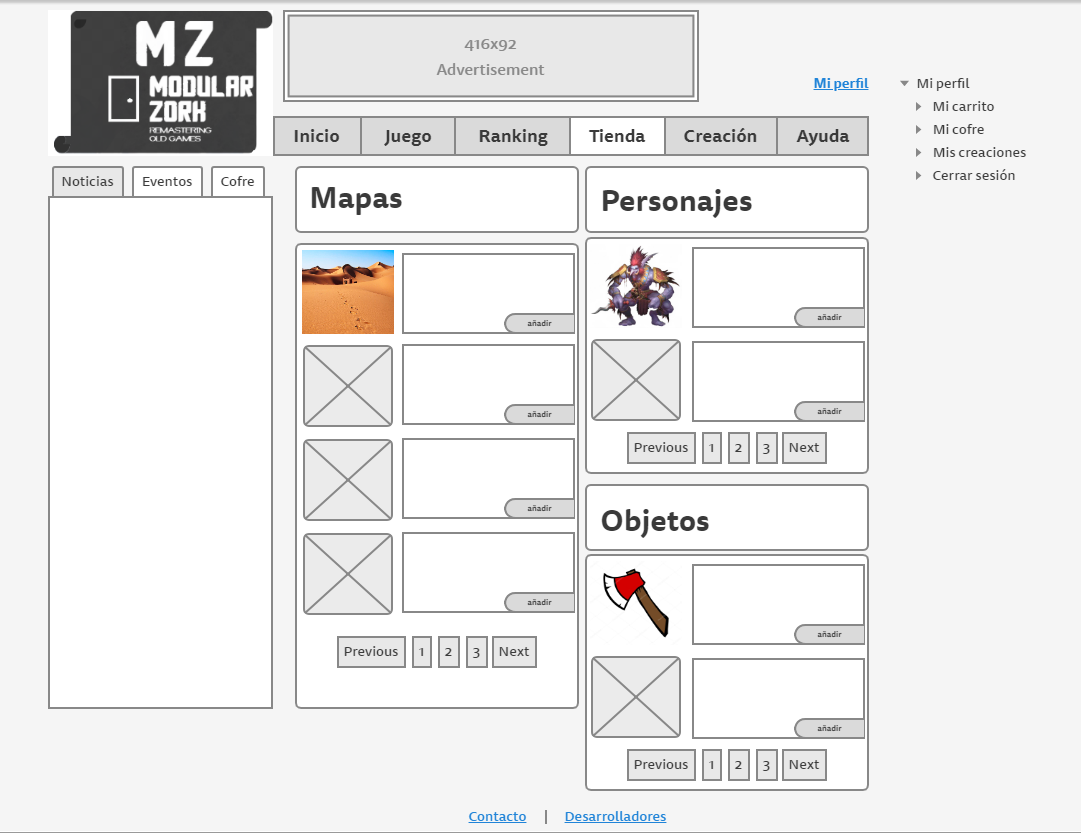 MZ
MODULAR
ZORK
REMASTERING
OLD GAMES
416x92
Advertisement
Mi perfil
Mi perfil
Mi carrito
Mi cofre
Mis creaciones
Cerrar sesión
Inicio
Juego
Ranking
Tienda
Creación
Ayuda
Noticias
Eventos
Cofre
Mapas
añadir
añadir
añadir
añadir
Previous 1 2 3 Next
Personajes
añadir
añadir
Previous 1 2 3 Next
Objetos
añadir
añadir
Previous 1 2 3 Next
Contacto | Desarrolladores